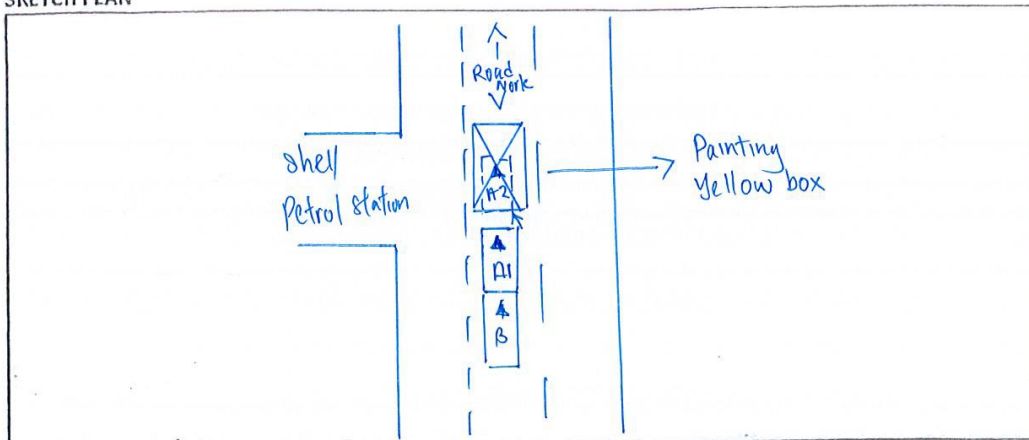 SKETCH PLAN
Road
Work
Shell
Petrol Station
Painting
Yellow box
A2
A1
B